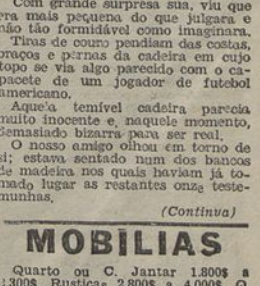 Com grande surpresa sua, viu que
era mais pequena do que julgara e
não tão formidável como imaginara.
Tiras de couro pendiam das costas,
braços e pernas da cadeira em cujo
topo se via algo parecido com o ca-
pacete de um jogador de futebol
americano.
Aquela temível cadeira parecia
muito inocente e, naquele momento,
demasiado bizarra para ser real.
O nosso amigo olhou em torno de
si; estava sentado num dos bancos
de madeira nos quais haviam já to-
mado lugar as restantes onze teste-
munhas.
(Continua)
MOBÍLIAS
Quarto ou C. Jantar 1.800$ a
.300$. Rusticas 2.800$ a 4.000$. O